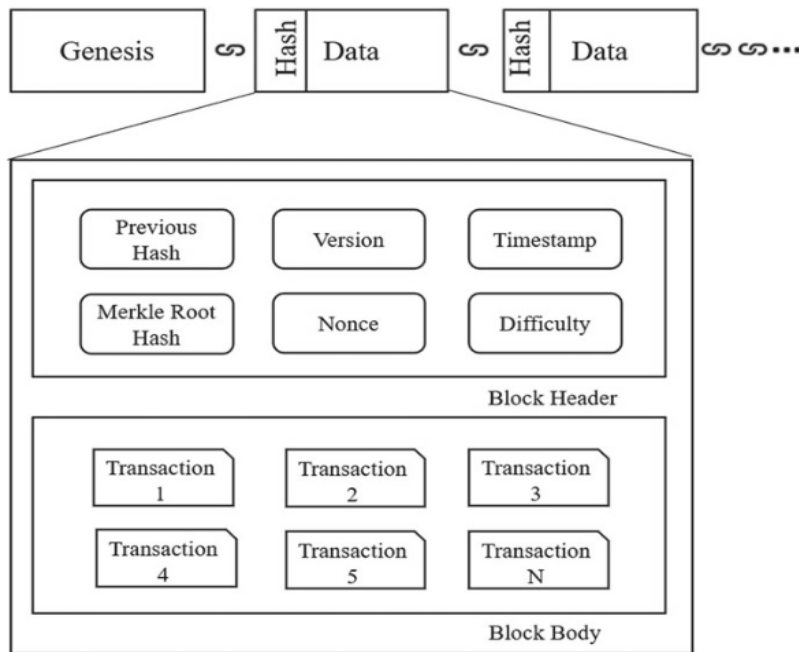 Genesis
Hash
Data
Hash
Data
Previous
Hash
Version
Timestamp
Merkle Root
Hash
Nonce
Difficulty
Block Header
Transaction
1
Transaction
2
Transaction
3
Transaction
4
Transaction
5
Transaction
N
Block Body